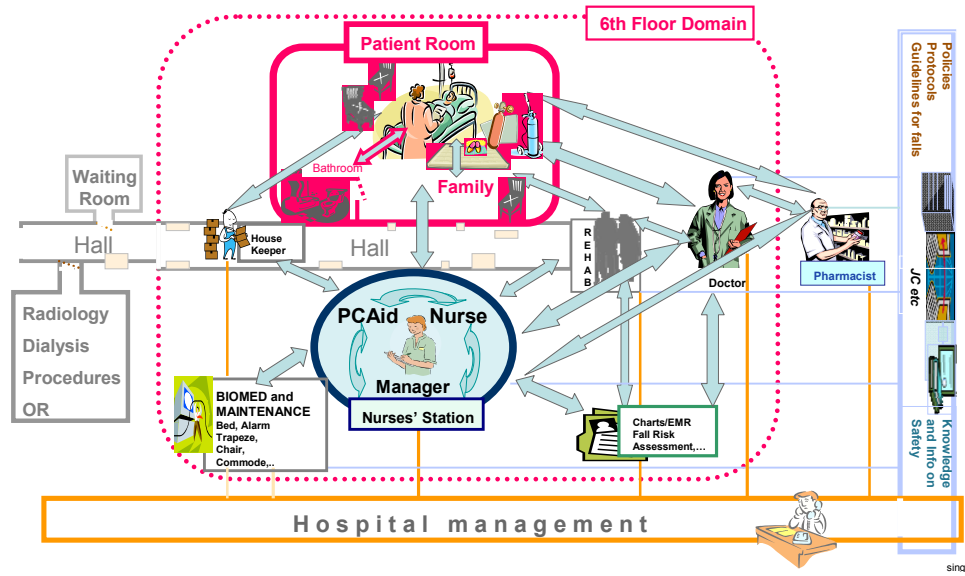 6th Floor Domain
Patient Room
Bathroom
Family
Waiting
Room
Hall
House
Keeper
Hall
REHAB
Doctor
Pharmacist
Radiology
Dialysis
Procedures
OR
PCAid
Nurse
Manager
Nurses' Station
BIOMED and
MAINTENANCE
Bed, Alarm
Trapeze,
Chair,
Commode,..
Charts/EMR
Fall Risk
Assessment,...
Policies
Protocols
Guidelines for falls
JC etc
Knowledge
and Info on
Safety
Hospital management
sing